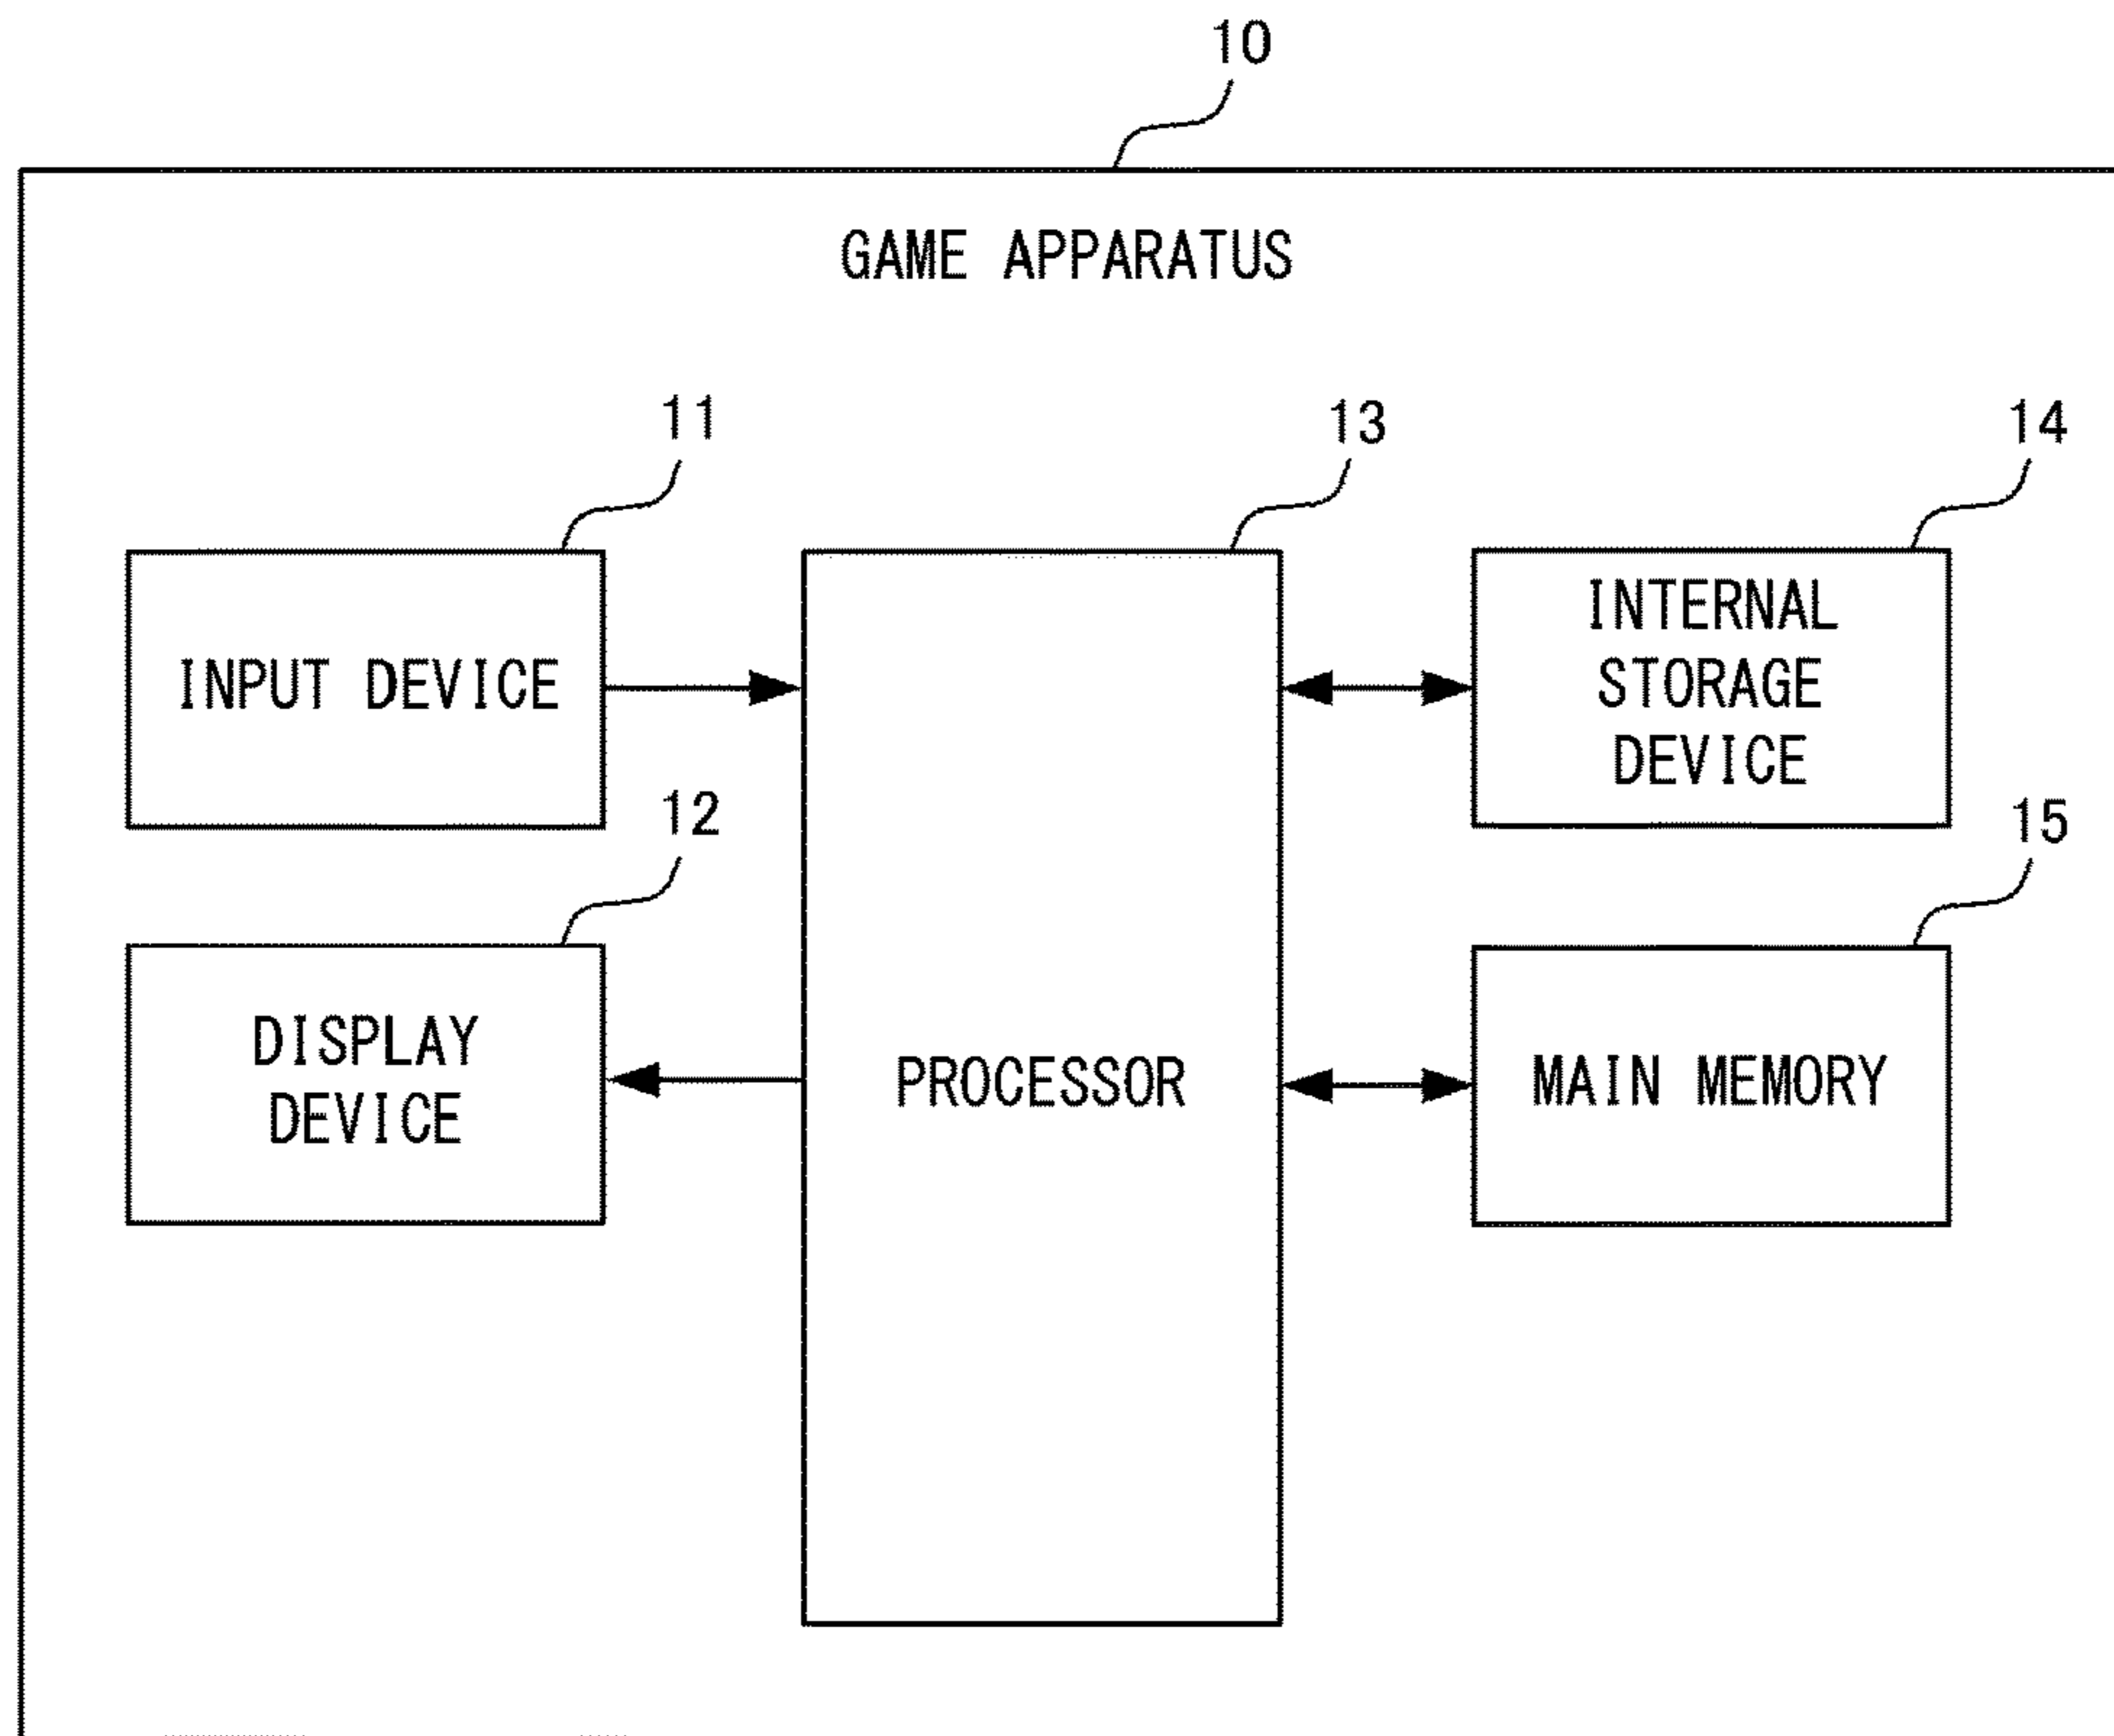 10
GAME APPARATUS
11
13
14
INPUT DEVICE
INTERNAL
STORAGE
DEVICE
12
15
DISPLAY
DEVICE
PROCESSOR
MAIN MEMORY